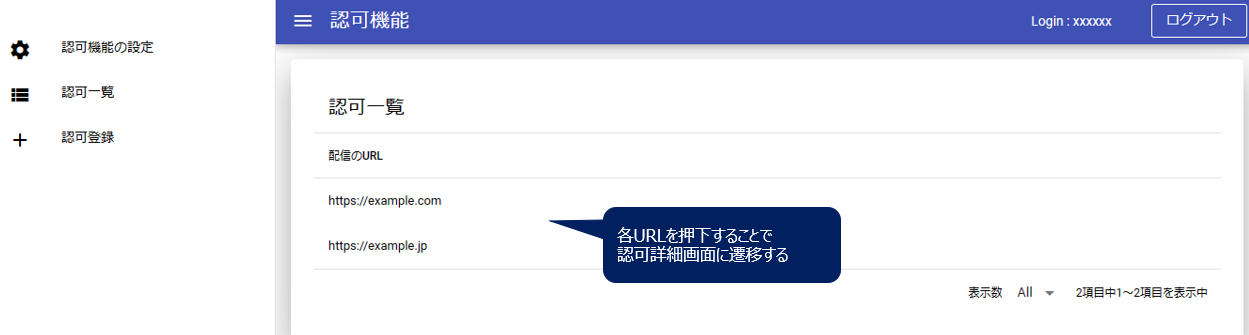 認可機能の設定
認可一覧
認可登録
認可機能
Login : xxxxxx
ログアウト
認可一覧
配信のURL
https://example.com
https://example.jp
各URLを押下することで
認可詳細画面に遷移する
表示数 All
2項目中1～2項目を表示中